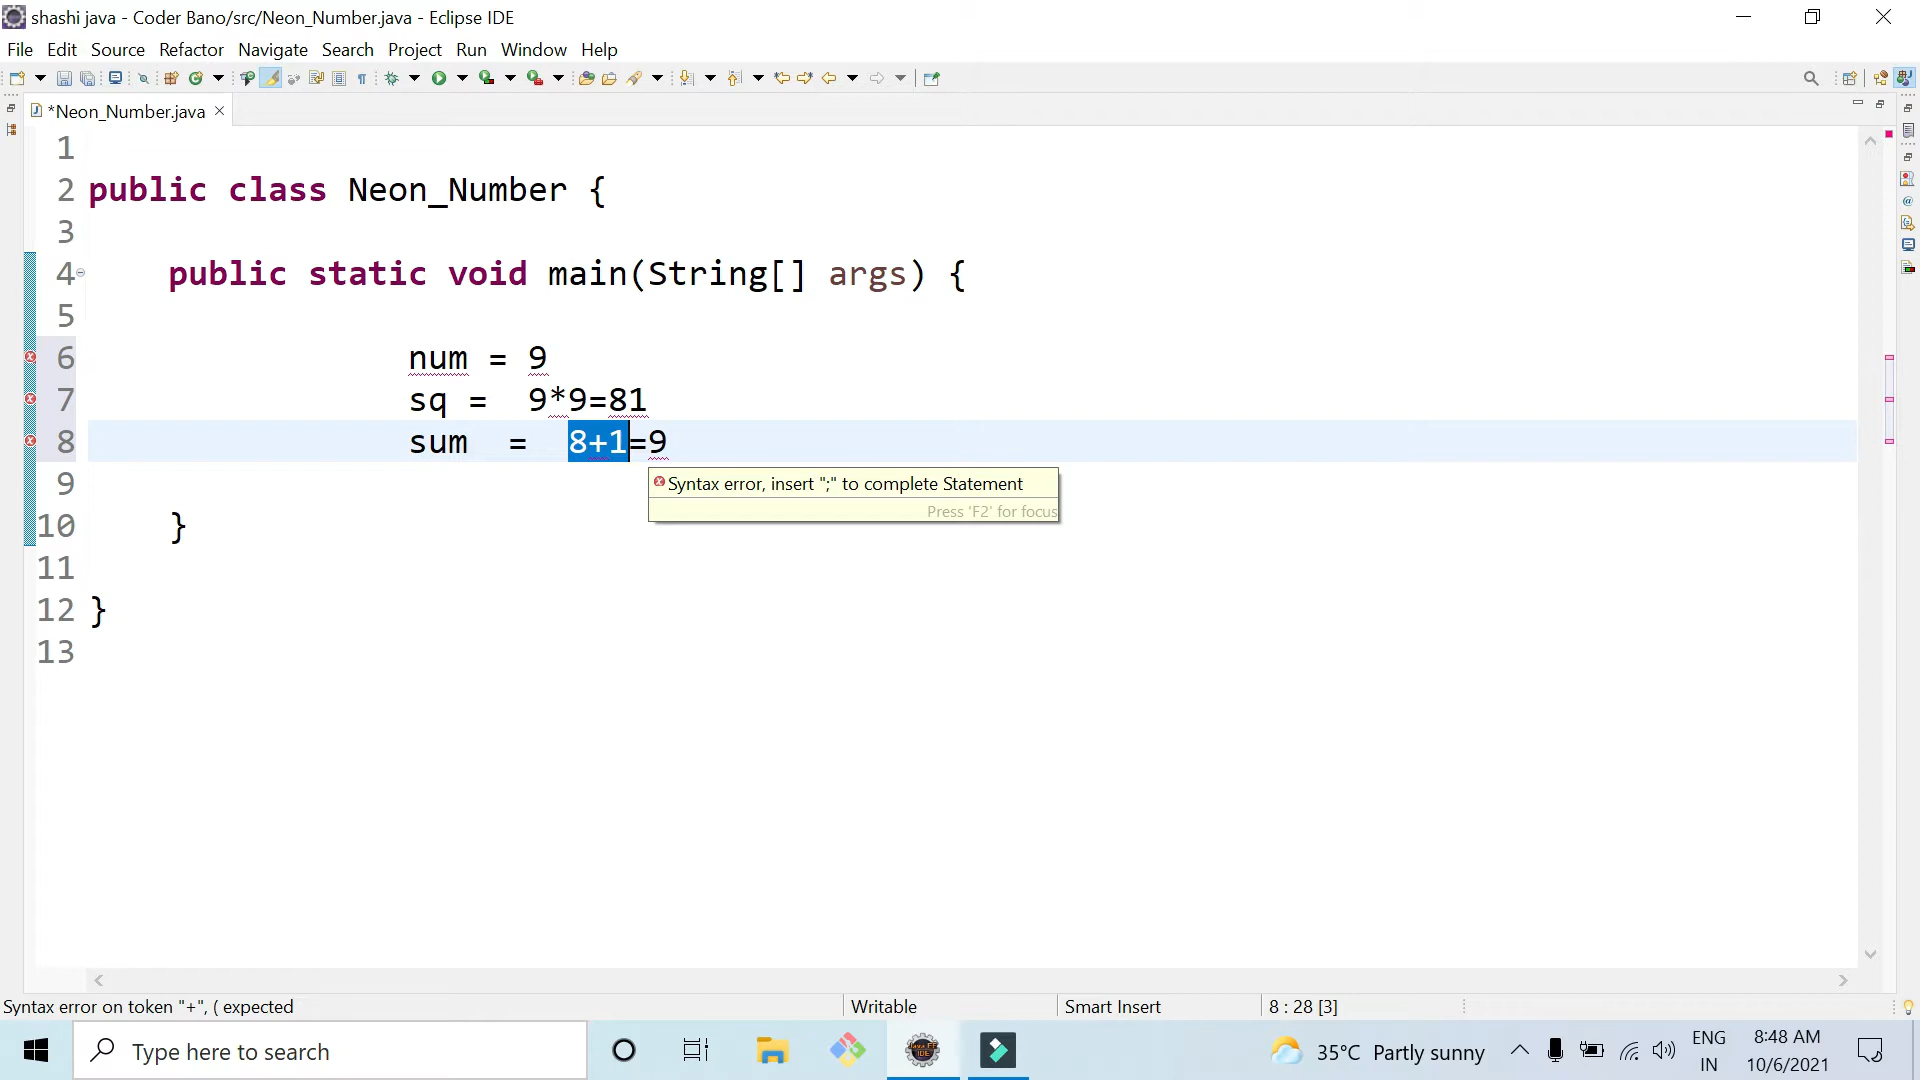 shashi java - Coder Bano/src/Neon_Number.java - Eclipse IDE
File Edit Source Refactor Navigate Search Project Run Window Help
*Neon_Number.java
1
2 public class Neon_Number {
3
4 public static void main(String[] args) {
5
6 num = 9
7 sq = 9*9=81
8 sum = 8+1=9
9
Syntax error, insert ";" to complete Statement
Press 'F2' for focus
10 }
11
12 }
13
Syntax error on token "+", ( expected
Writable
Smart Insert
8 : 28 [3]
Type here to search
35°C Partly sunny
ENG
IN
8:48 AM
10/6/2021